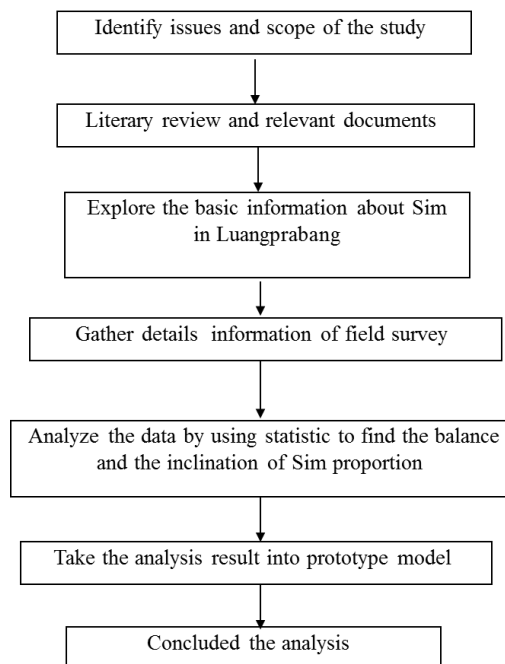 Identify issues and scope of the study
Literary review and relevant documents
Explore the basic information about Sim
in Luangprabang
Gather details information of field survey
Analyze the data by using statistic to find the balance
and the inclination of Sim proportion
Take the analysis result into prototype model
Concluded the analysis